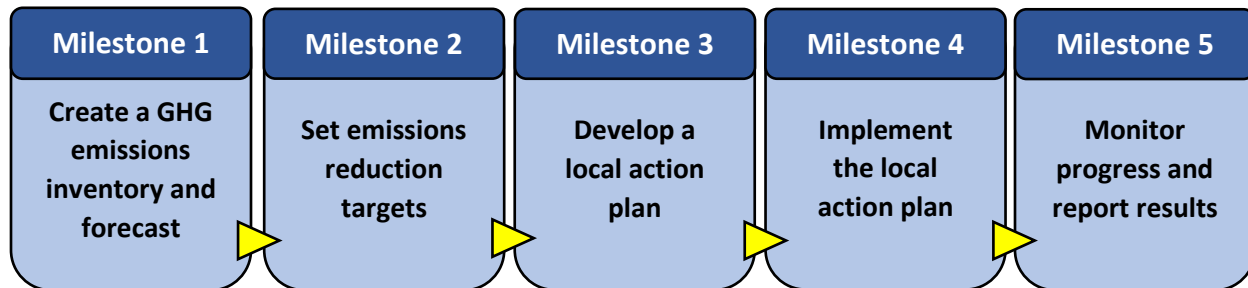 Milestone 1
Create a GHG
emissions
inventory and
forecast
Milestone 2
Set emissions
reduction
targets
Milestone 3
Develop a
local action
plan
Milestone 4
Implement
the local
action plan
Milestone 5
Monitor
progress and
report results